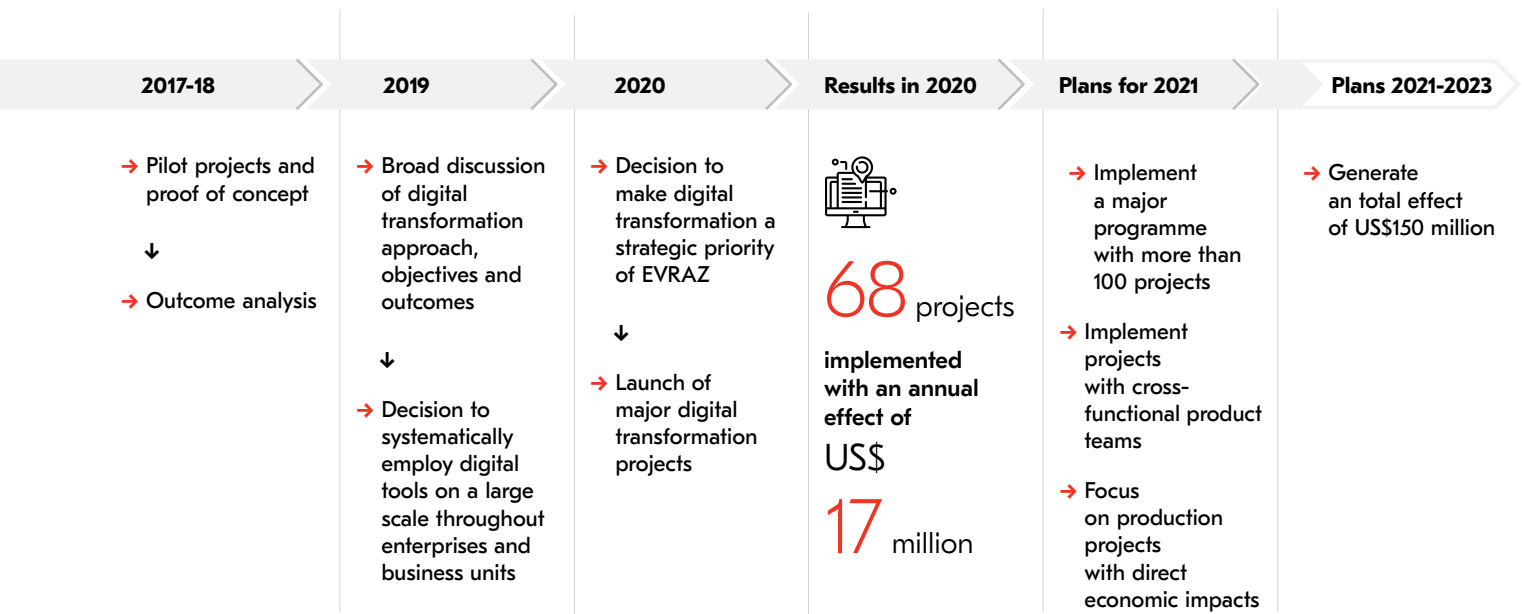 2017-18
2019
2020
Results in 2020
Plans for 2021
Plans 2021-2023
→ Pilot projects and
proof of concept
↓
→ Outcome analysis
→ Broad discussion
of digital
transformation
approach,
objectives and
outcomes
↓
→ Decision to
systematically
employ digital
tools on a large
scale throughout
enterprises and
business units
→ Decision to
make digital
transformation a
strategic priority
of EVRAZ
↓
→ Launch of
major digital
transformation
projects
68 projects
implemented
with an annual
effect of
US$
17 million
→ Implement
a major
programme
with more than
100 projects
→ Implement
projects
with cross-
functional product
teams
→ Focus
on production
projects
with direct
economic impacts
→ Generate
an total effect
of US$150 million